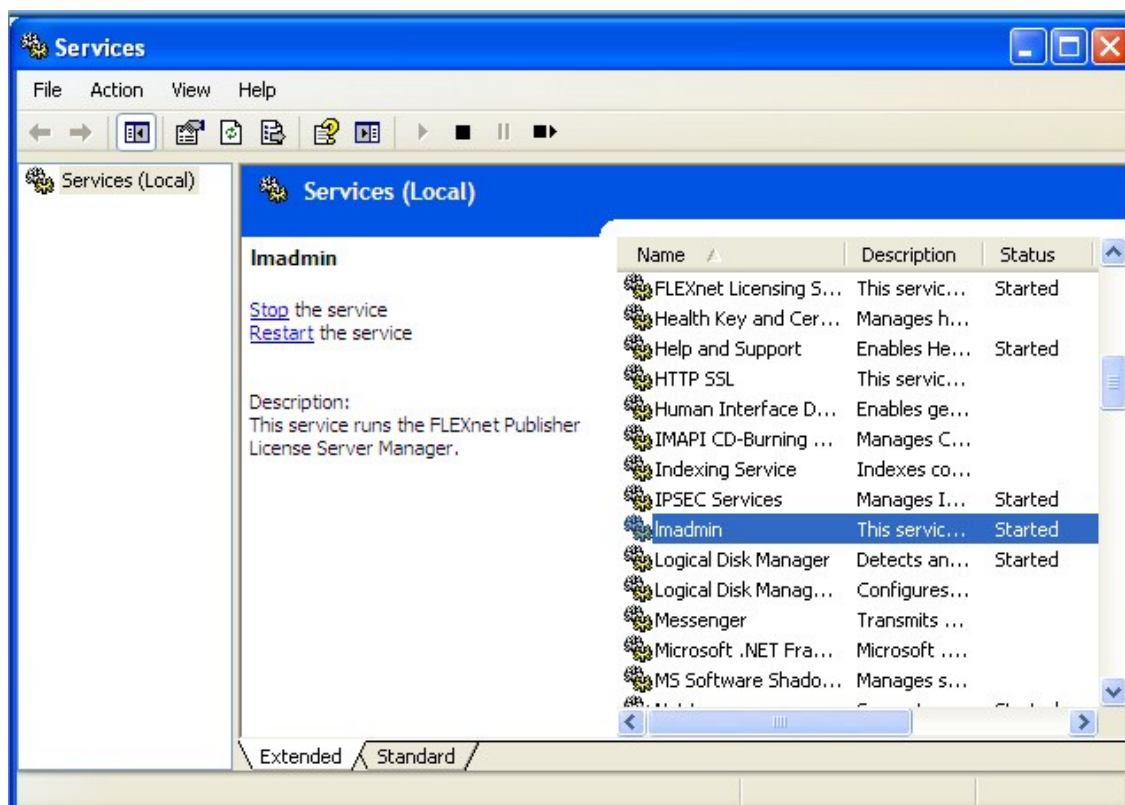 Services
File Action View Help
Services (Local)
Services (Local)
lmadmin
Stop the service
Restart the service
Description:
This service runs the FLEXnet Publisher
License Server Manager.
Name Description Status
FLEXnet Licensing S... This servic... Started
Health Key and Cer... Manages h...
Help and Support Enables He... Started
HTTP SSL This servic...
Human Interface D... Enables ge...
IMAPI CD-Burning ... Manages C...
Indexing Service Indexes co...
IPSEC Services Manages I... Started
lmadmin This servic... Started
Logical Disk Manager Detects an... Started
Logical Disk Manag... Configures...
Messenger Transmits ...
Microsoft .NET Fra... Microsoft ....
MS Software Shado... Manages s...
Extended Standard